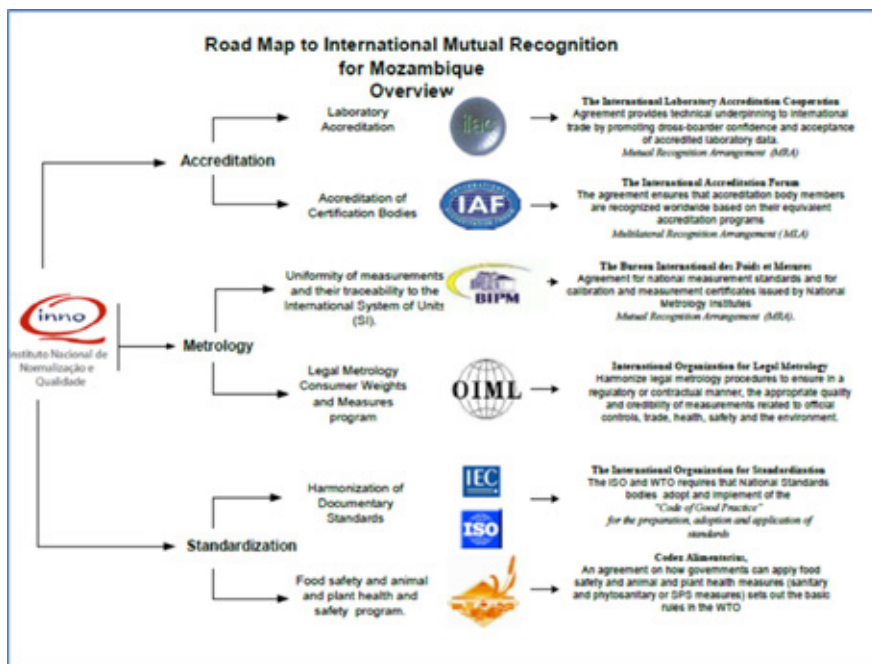 Road Map to International Mutual Recognition
for Mozambique
Overview
Laboratory
Accreditation
ilac
The International Laboratory Accreditation Cooperation
Agreement provides technical underpinning to international
trade by promoting dross-boarder confidence and acceptance
of accredited laboratory data.
Mutual Recognition Arrangement (MRA)
Accreditation
Accreditation of
Certification Bodies
IAF
The International Accreditation Forum
The agreement ensures that accreditation body members
are recognized worldwide based on their equivalent
accreditation programs
Multilateral Recognition Arrangement ( MLA)
Uniformity of measurements
and their traceability to the
International System of Units
(SI).
BIPM
The Bureau International des Poids et Mesures
Agreement for national measurement standards and for
calibration and measurement certificates issued by National
Metrology Institutes
Mutual Recognition Arrangement (MRA).
innoQ
Instituto Nacional de
Normalização e
Qualidade
Metrology
Legal Metrology
Consumer Weights
and Measures
program
OIML
International Organization for Legal Metrology
Harmonize legal metrology procedures to ensure in a
regulatory or contractual manner, the appropriate quality
and credibility of measurements related to official
controls, trade, health, safety and the environment.
Harmonization of
Documentary
Standards
IEC
ISO
The International Organization for Standardization
The ISO and WTO requires that National Standards
bodies adopt and implement of the
"Code of Good Practice"
for the preparation, adoption and application of
standards
Standardization
Food safety and animal
and plant health and
safety program.
Codex Alimentarius,
An agreement on how governments can apply food
safety and animal and plant health measures (sanitary
and phytosanitary or SPS measures) sets out the basic
rules in the WTO